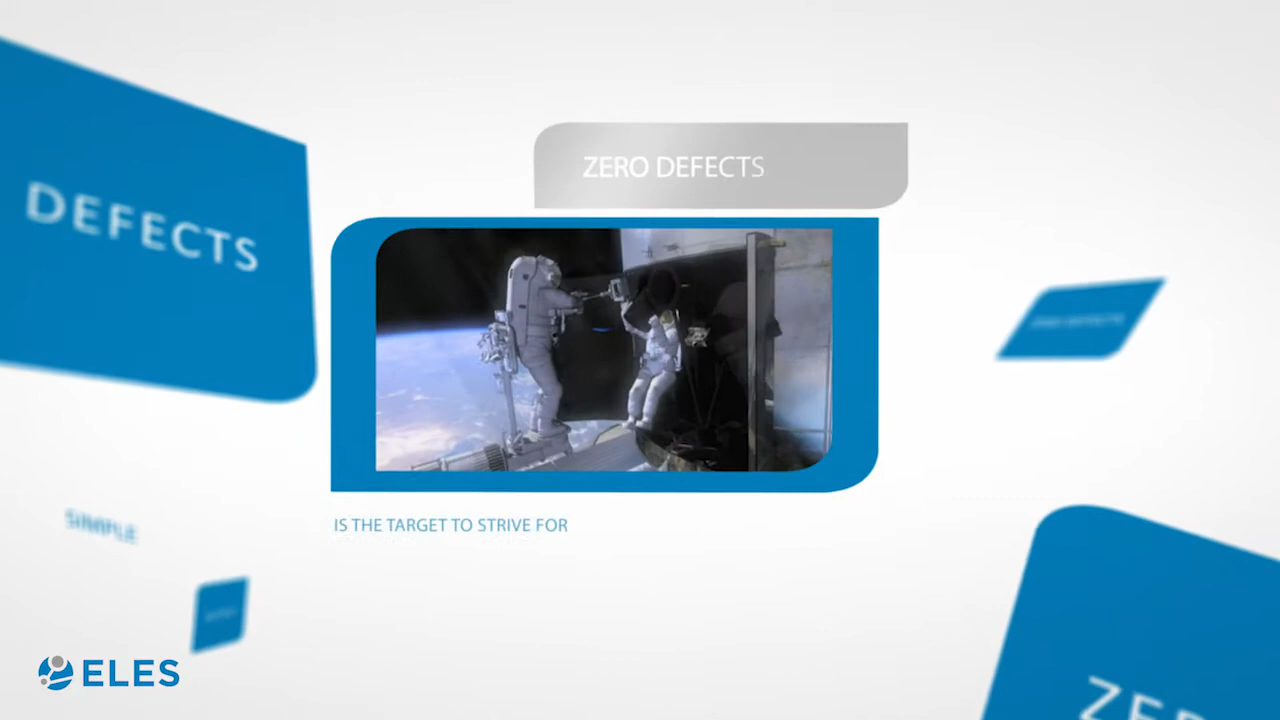 ZERO DEFECTS
DEFECTS
IS THE TARGET TO STRIVE FOR
SIMPLE
ELES